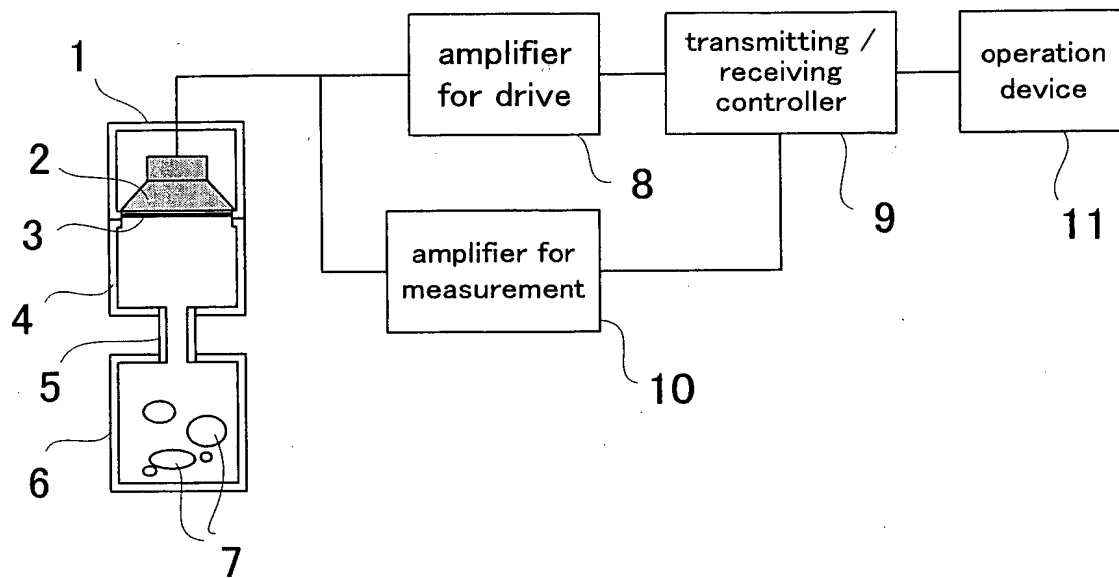 1
2
3
4
5
6
7
amplifier
for drive
8
transmitting /
receiving
controller
9
operation
device
11
amplifier for
measurement
10